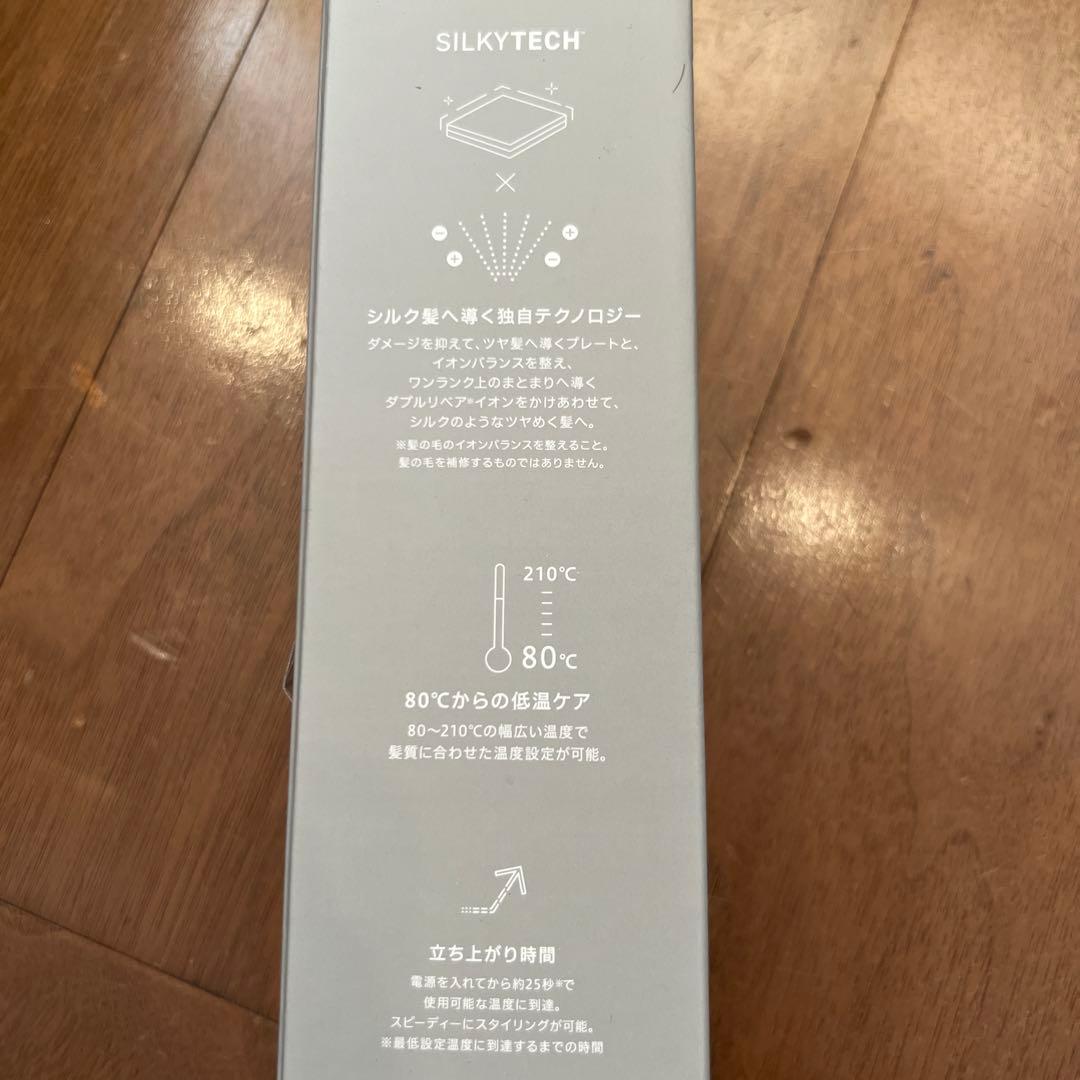 SILKYTECH™
シルク髪へ導く独自テクノロジー
ダメージを抑えて、ツヤ髪へ導くプレートと、
イオンバランスを整え、
ワンランク上のまとまりへ導く
ダブルリペア※イオンをかけあわせて、
シルクのようなツヤめく髪へ。
※髪の毛のイオンバランスを整えること。
髪の毛を補修するものではありません。
210℃
80℃
80℃からの低温ケア
80～210℃の幅広い温度で
髪質に合わせた温度設定が可能。
立ち上がり時間
電源を入れてから約25秒※で
使用可能な温度に到達。
スピーディーにスタイリングが可能。
※最低設定温度に到達するまでの時間